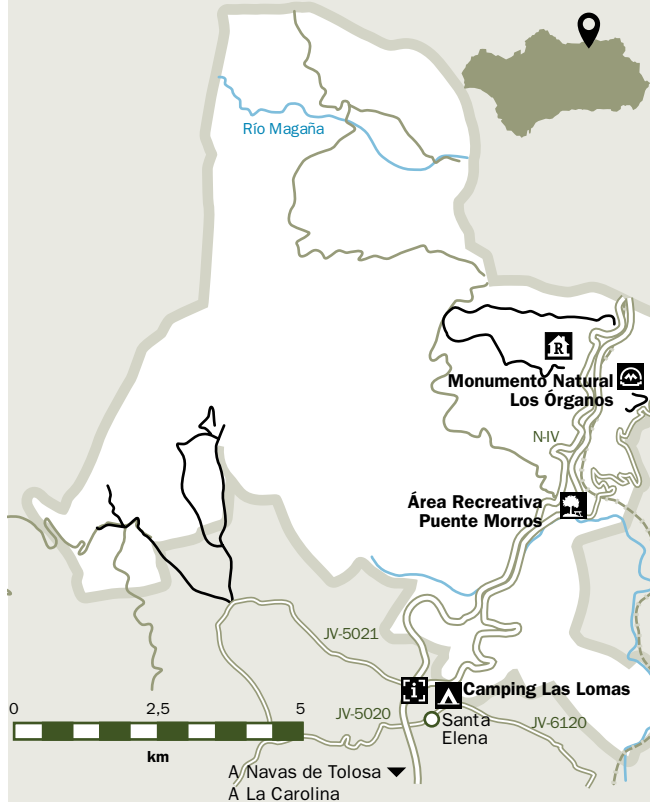 Río Magaña
R
Monumento Natural
Los Órganos
N-IV
Área Recreativa
Puente Morros
JV-5021
i
Camping Las Lomas
0 2,5 5
JV-5020
Santa
Elena
JV-6120
km
A Navas de Tolosa
A La Carolina